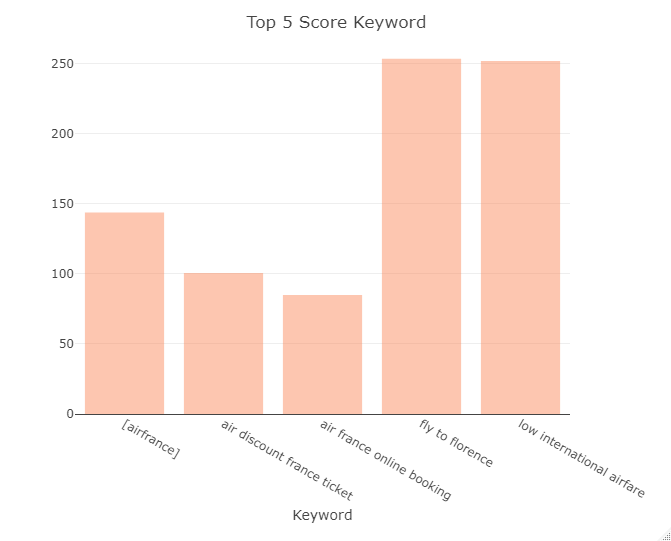 Top 5 Score Keyword
250
200
150
100
50
0
[airfrance]
air discount france ticket
air france online booking
fly to florence
low international airfare
Keyword